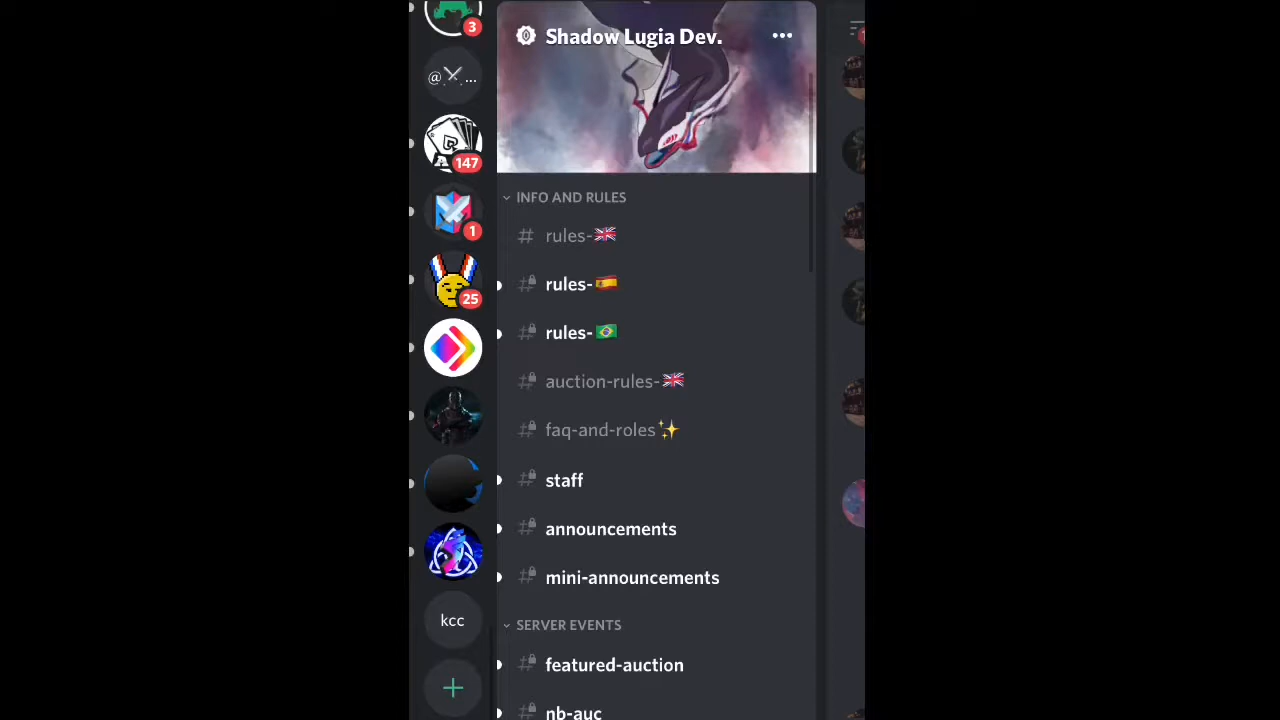 3
@ ...
147
1
25
kcc
Shadow Lugia Dev.
INFO AND RULES
rules-🇬🇧
rules-🇪🇸
rules-🇧🇷
auction-rules-🇬🇧
faq-and-roles✨
staff
announcements
mini-announcements
SERVER EVENTS
featured-auction
nb-auc